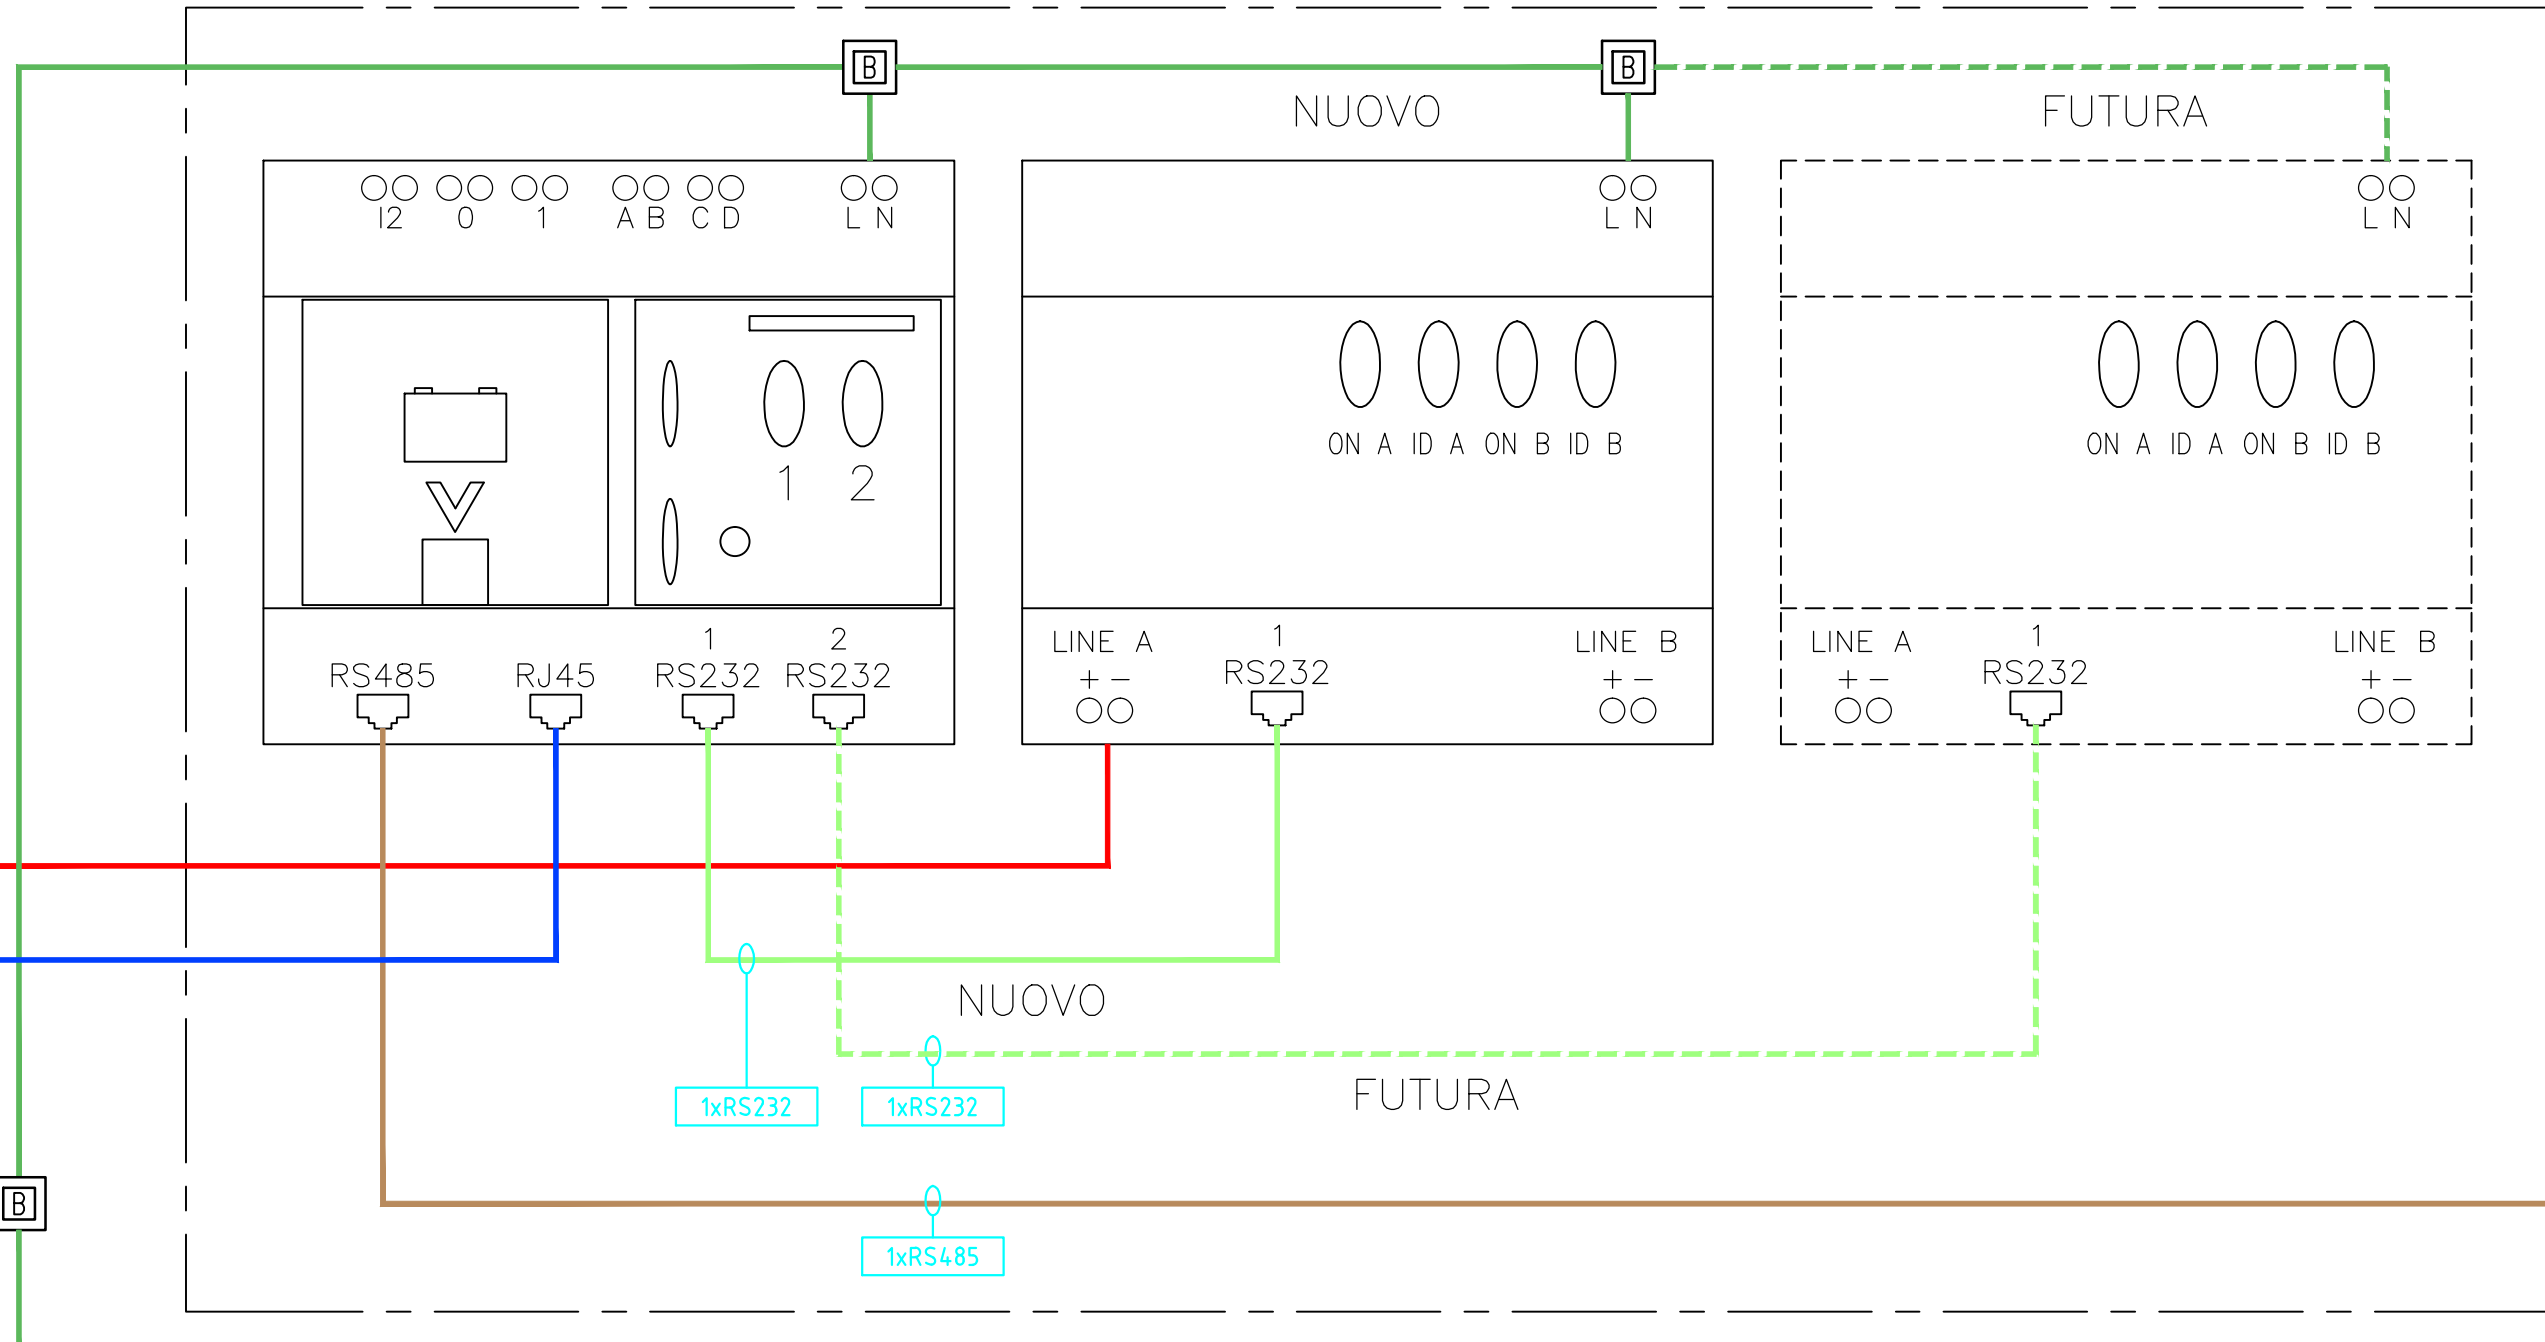 B B
NUOVO FUTURA
I2 0 1 A B C D L N
L N
L N
1 2
ON A ID A ON B ID B
ON A ID A ON B ID B
1 2
RS485 RJ45 RS232 RS232
LINE A 1 LINE B
+ - RS232 + -
LINE A 1 LINE B
+ - RS232 + -
NUOVO
FUTURA
1xRS232 1xRS232
B
1xRS485